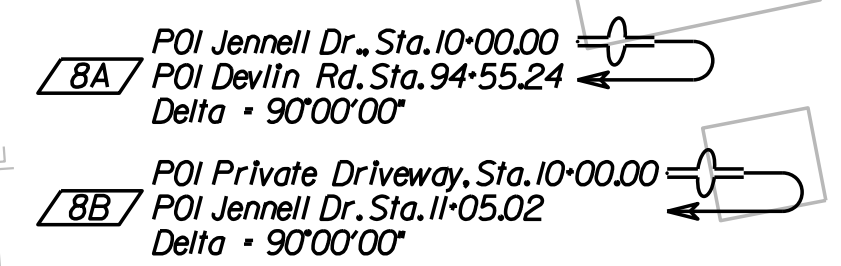 POI Jennell Dr., Sta. 10+00.00
8A POI Devlin Rd. Sta. 94+55.24
Delta = 90°00'00"
POI Private Driveway, Sta. 10+00.00
8B POI Jennell Dr. Sta. 11+05.02
Delta = 90°00'00"